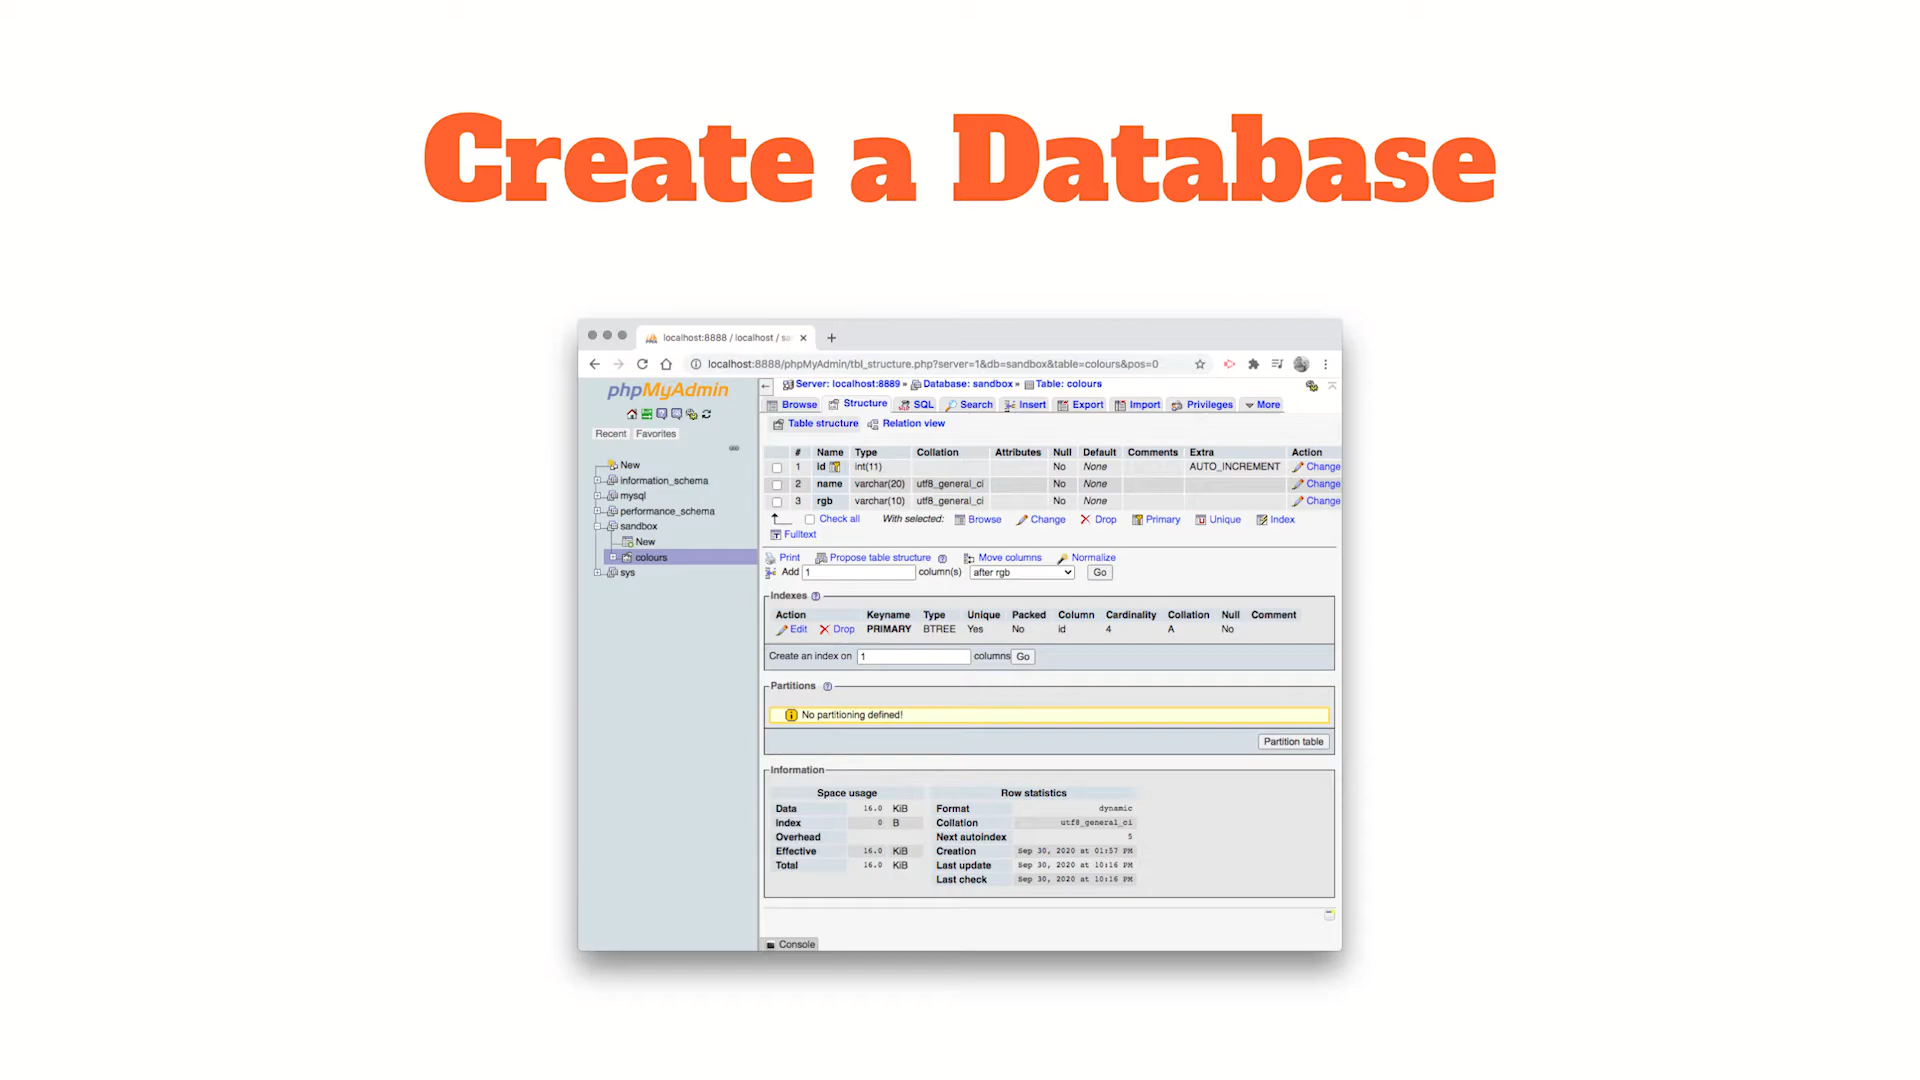 Create a Database
localhost:8888 / localhost / sa
localhost:8888/phpMyAdmin/tbl_structure.php?server=1&db=sandbox&table=colours&pos=0
phpMyAdmin
Server: localhost:8889 » Database: sandbox » Table: colours
Browse Structure SQL Search Insert Export Import Privileges More
Recent Favorites
Table structure Relation view
New
information_schema
mysql
performance_schema
sandbox
New
colours
sys
# Name Type Collation Attributes Null Default Comments Extra Action
1 id int(11) No None AUTO_INCREMENT Change
2 name varchar(20) utf8_general_ci No None Change
3 rgb varchar(10) utf8_general_ci No None Change
Check all With selected: Browse Change Drop Primary Unique Index
Fulltext
Print Propose table structure Move columns Normalize
Add 1 column(s) after rgb Go
Indexes
Action Keyname Type Unique Packed Column Cardinality Collation Null Comment
Edit Drop PRIMARY BTREE Yes No id 4 A No
Create an index on 1 columns Go
Partitions
No partitioning defined!
Partition table
Information
Space usage Row statistics
Data 16.0 KiB Format dynamic
Index 0 B Collation utf8_general_ci
Overhead Next autoindex 5
Effective 16.0 KiB Creation Sep 30, 2020 at 01:57 PM
Total 16.0 KiB Last update Sep 30, 2020 at 10:16 PM
Last check Sep 30, 2020 at 10:16 PM
Console